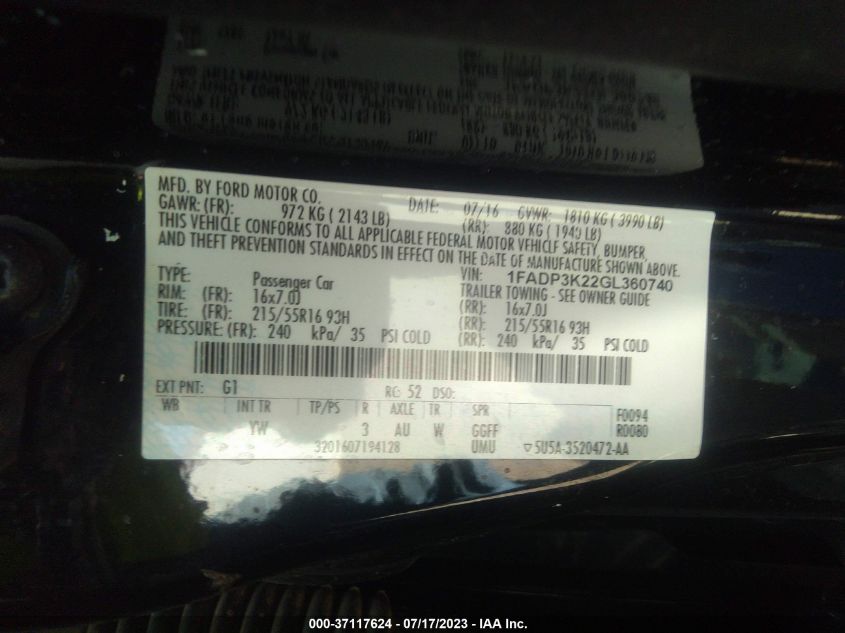 MFD. BY FORD MOTOR CO. DATE: 07/16 GVWR: 1810 KG ( 3990 LB)
GAWR: (FR): 972 KG ( 2143 LB) (RR): 880 KG ( 1940 LB)
THIS VEHICLE CONFORMS TO ALL APPLICABLE FEDERAL MOTOR VEHICLE SAFETY, BUMPER,
AND THEFT PREVENTION STANDARDS IN EFFECT ON THE DATE OF MANUFACTURE SHOWN ABOVE.
VIN: 1FADP3K22GL360740
TYPE: Passenger Car TRAILER TOWING - SEE OWNER GUIDE
RIM: (FR): 16x7.0J (RR): 16x7.0J
TIRE: (FR): 215/55R16 93H (RR): 215/55R16 93H
PRESSURE: (FR): 240 kPa/ 35 PSI COLD (RR): 240 kPa/ 35 PSI COLD
EXT PNT: G1 RC: 52 DSO:
WB INT TR TP/PS R AXLE TR SPR F0094
YW 3 AU W GGFF R0080
3201607194128 UMU ▽5U5A-3520472-AA
000-37117624 - 07/17/2023 - IAA Inc.